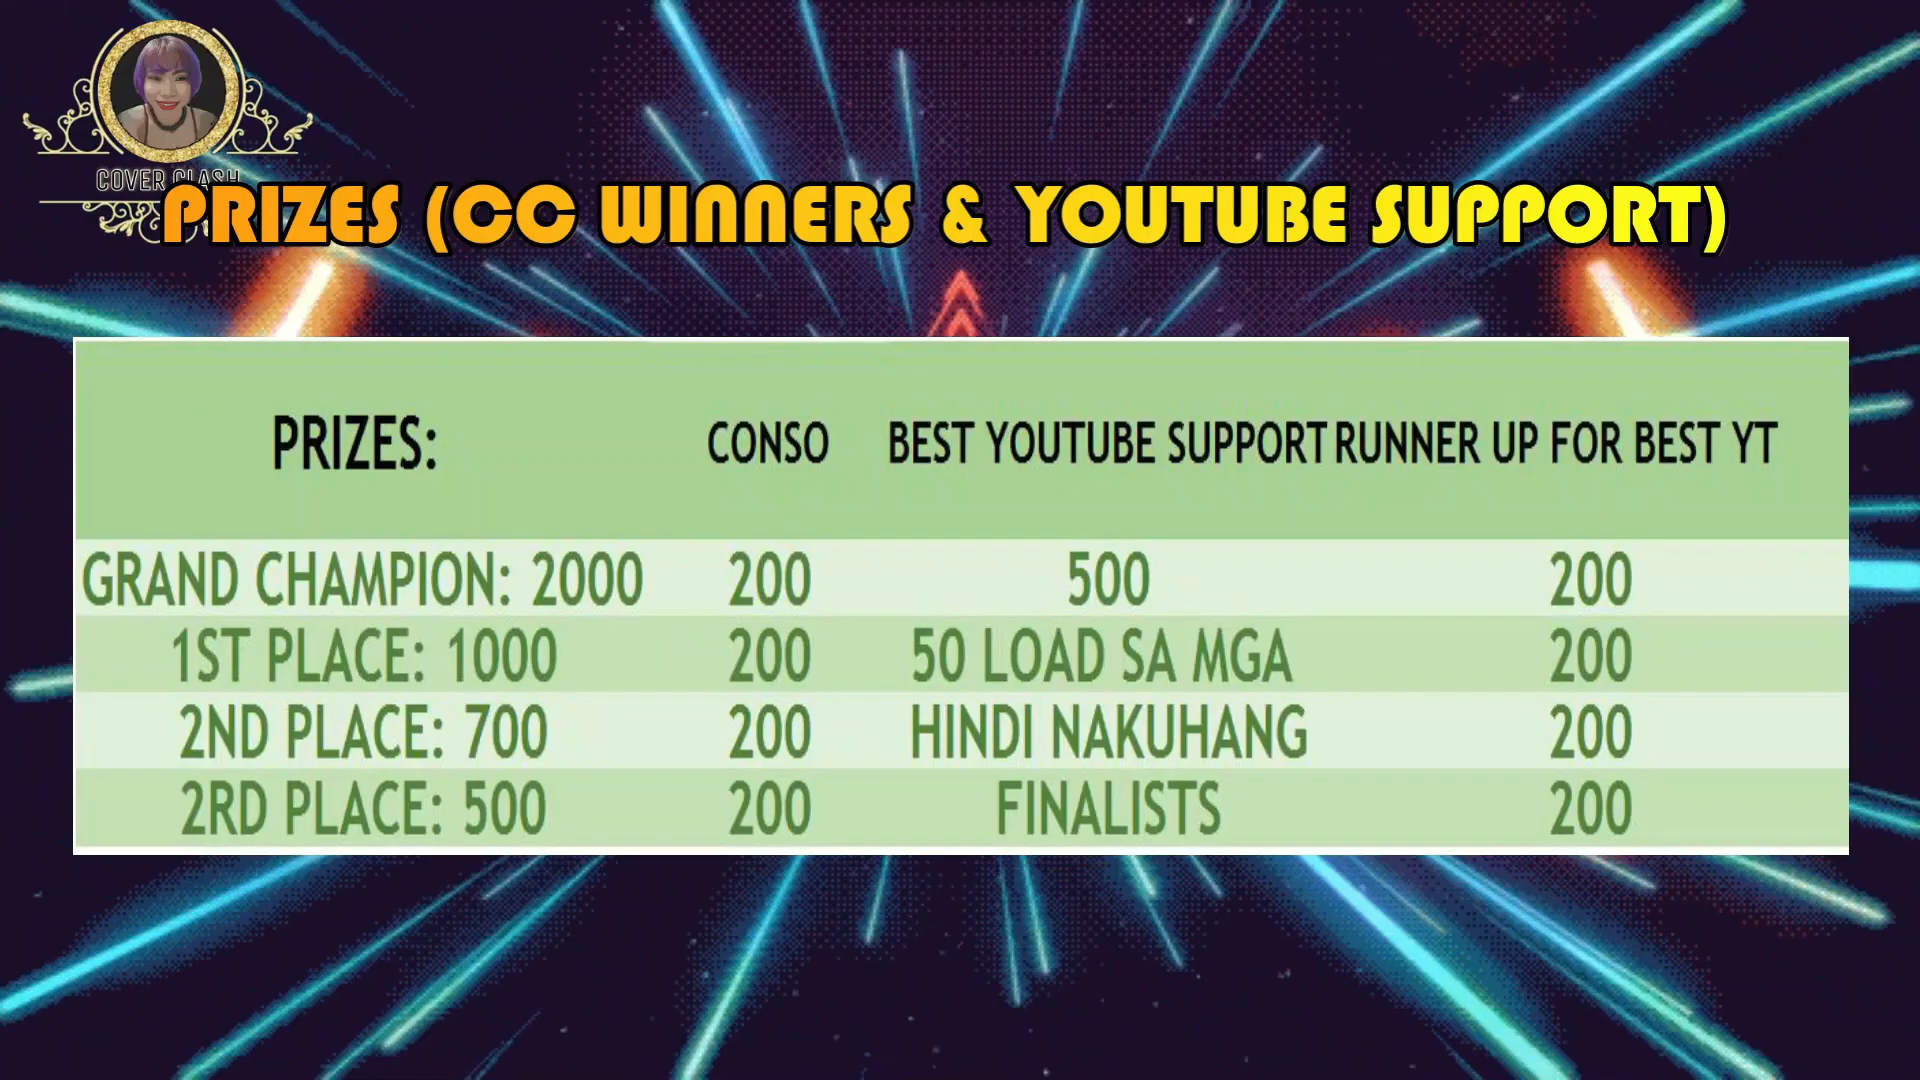 COVER CLASH
PRIZES (CC WINNERS & YOUTUBE SUPPORT)
PRIZES: CONSO BEST YOUTUBE SUPPORT RUNNER UP FOR BEST YT
GRAND CHAMPION: 2000 200 500 200
1ST PLACE: 1000 200 50 LOAD SA MGA 200
2ND PLACE: 700 200 HINDI NAKUHANG 200
2RD PLACE: 500 200 FINALISTS 200